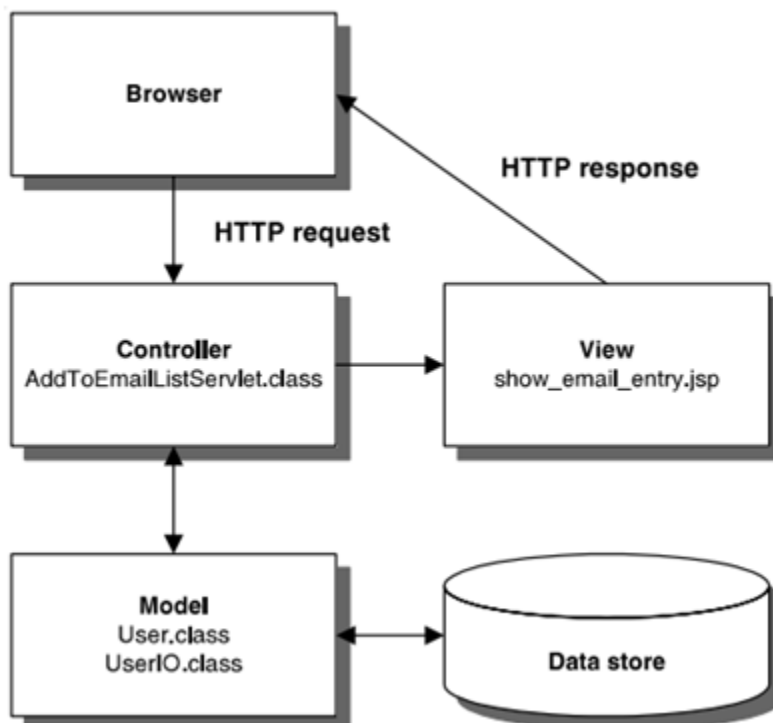 Browser
HTTP response
HTTP request
Controller
AddToEmailListServlet.class
View
show_email_entry.jsp
Model
User.class
UserIO.class
Data store